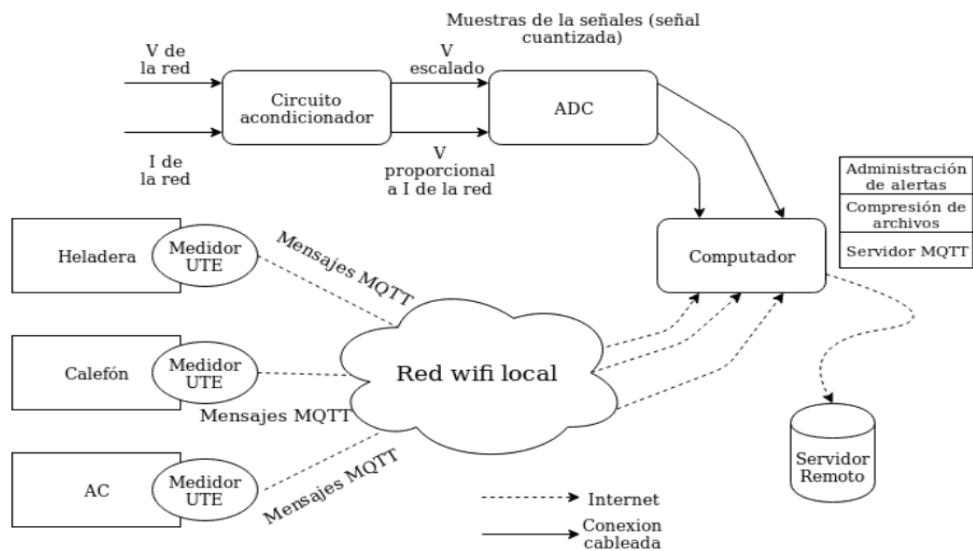 Muestras de la señales (señal
cuantizada)
V de
la red
V
escalado
Circuito
acondicionador
ADC
I de
la red
V
proporcional
a I de la red
Administración
de alertas
Compresión de
archivos
Servidor MQTT
Computador
Heladera
Medidor
UTE
Mensajes MQTT
Calefón
Medidor
UTE
Mensajes MQTT
Red wifi local
AC
Medidor
UTE
Mensajes MQTT
Servidor
Remoto
Internet
Conexion
cableada